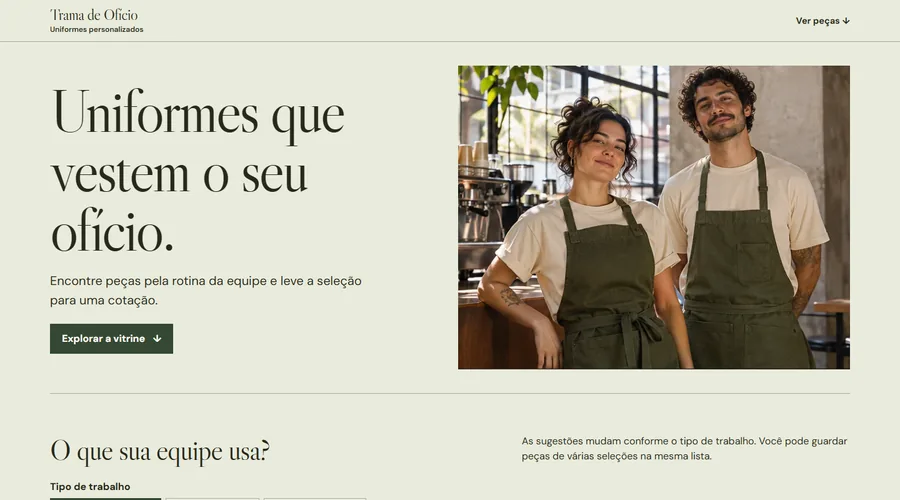 Trama de Ofício
Uniformes personalizados
Ver peças ↓
Uniformes que
vestem o seu
ofício.
Encontre peças pela rotina da equipe e leve a seleção
para uma cotação.
Explorar a vitrine ↓
O que sua equipe usa?
As sugestões mudam conforme o tipo de trabalho. Você pode guardar
peças de várias seleções na mesma lista.
Tipo de trabalho